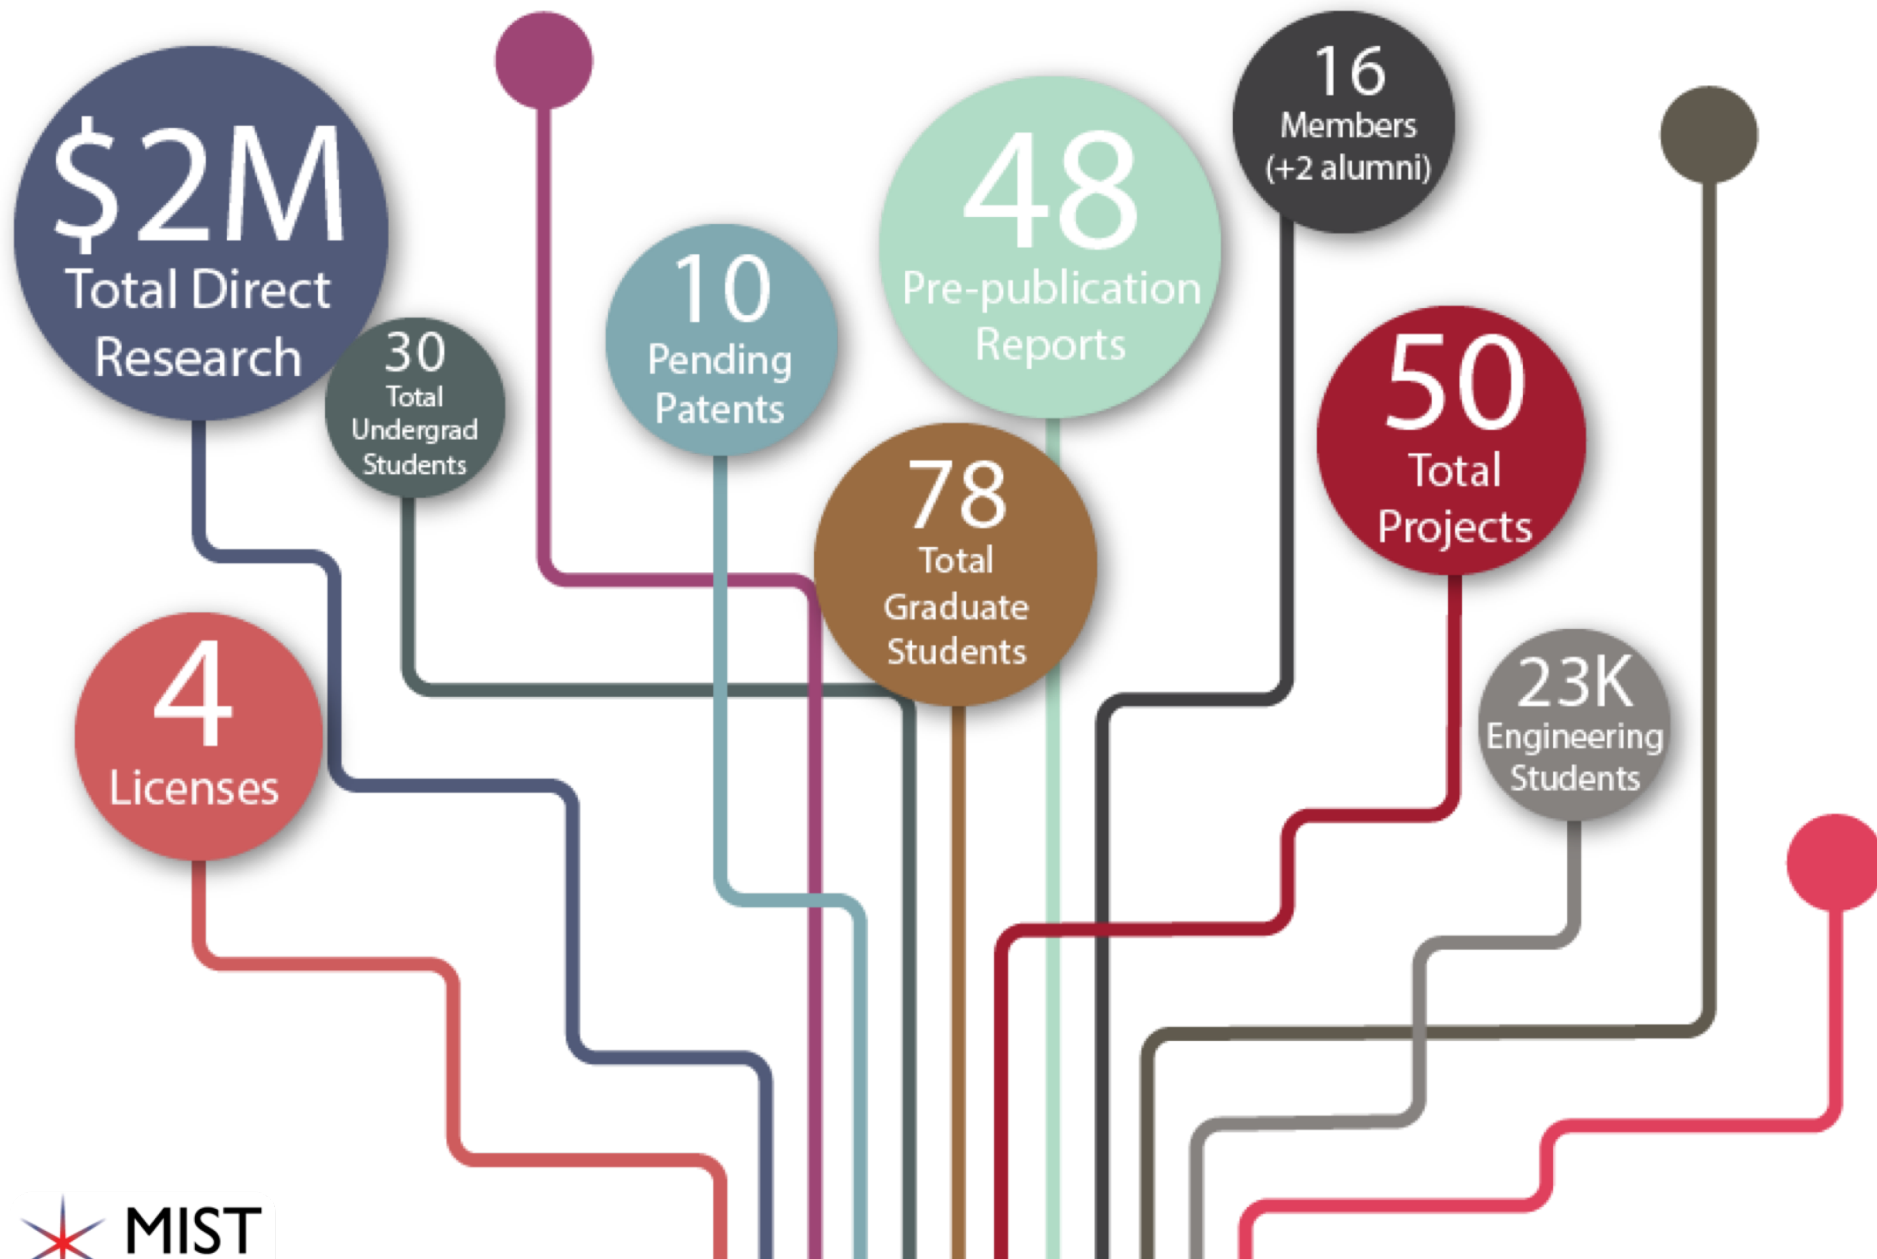 $2M
Total Direct
Research
30
Total
Undergrad
Students
10
Pending
Patents
48
Pre-publication
Reports
16
Members
(+2 alumni)
78
Total
Graduate
Students
50
Total
Projects
4
Licenses
23K
Engineering
Students
MIST